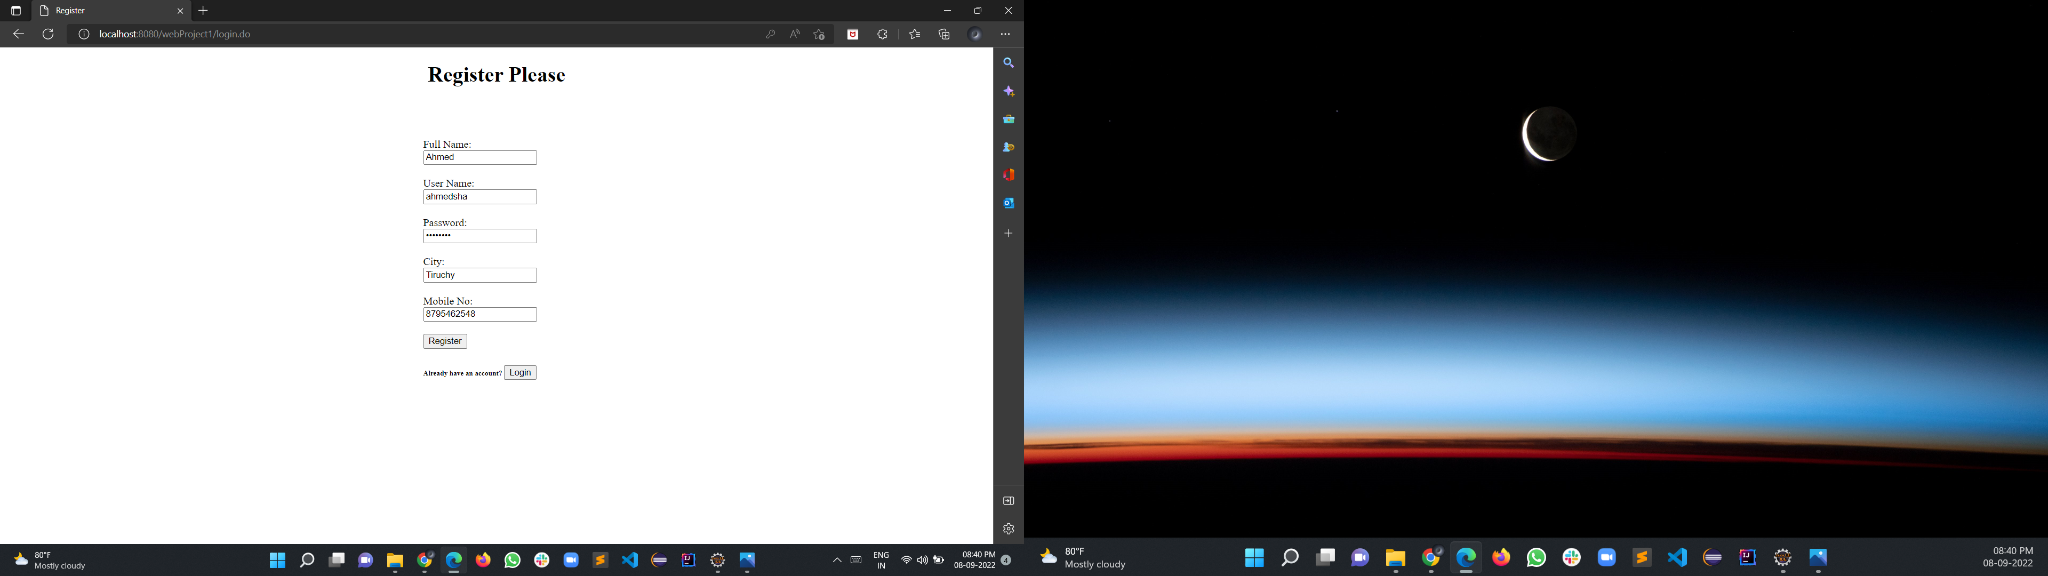 Register
localhost:8080/webProject1/login.do
Register Please
Full Name:
Ahmed
User Name:
ahmedsha
Password:
••••••••
City:
Tiruchy
Mobile No:
8795462548
Register
Already have an account? Login
80°F
Mostly cloudy
ENG
IN
08:40 PM
08-09-2022
4
80°F
Mostly cloudy
08:40 PM
08-09-2022